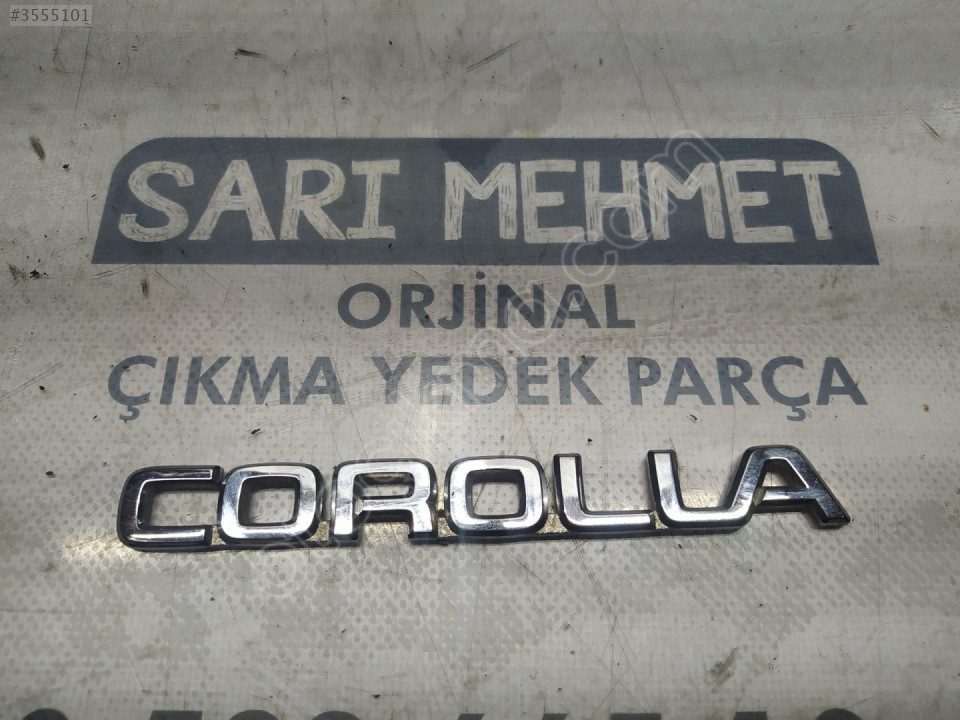 #3555101
SARI MEHMET
ORJİNAL
ÇIKMA YEDEK PARÇA
COROLLA